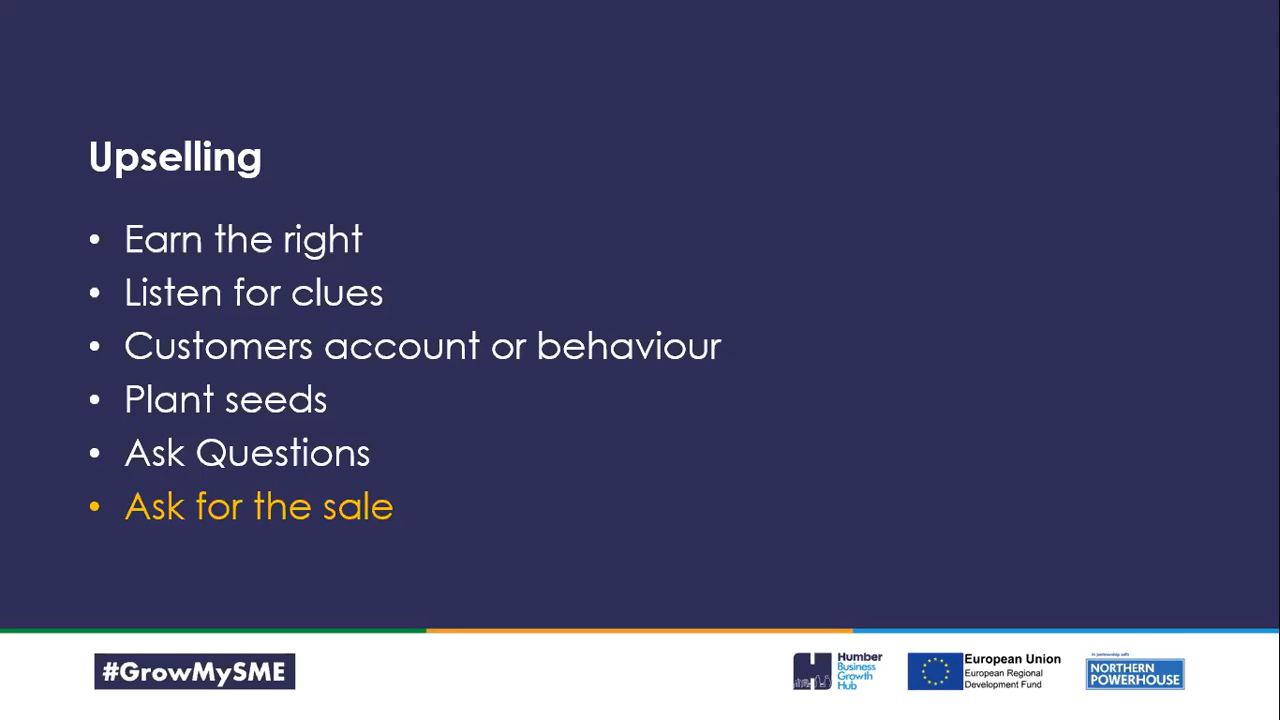 Upselling
• Earn the right
• Listen for clues
• Customers account or behaviour
• Plant seeds
• Ask Questions
• Ask for the sale
#GrowMySME
Humber
Business
Growth
Hub
European Union
European Regional
Development Fund
in partnership with
NORTHERN
POWERHOUSE